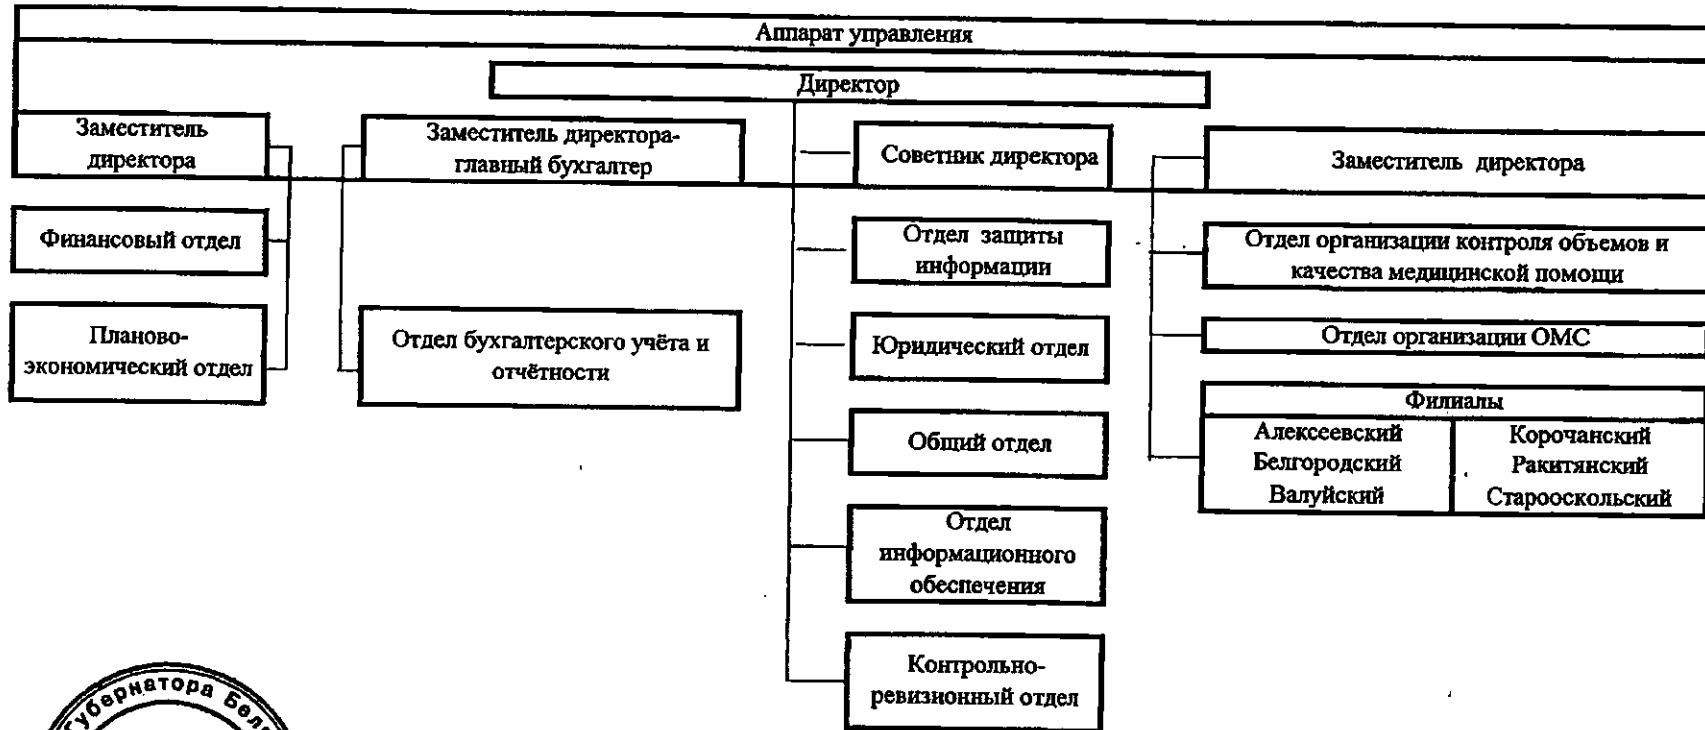 Аппарат управления
Директор
Заместитель
директора
Заместитель директора-
главный бухгалтер
Советник директора
Заместитель директора
Финансовый отдел
Планово-
экономический отдел
Отдел бухгалтерского учёта и
отчётности
Отдел защиты
информации
Юридический отдел
Общий отдел
Отдел
информационного
обеспечения
Контрольно-
ревизионный отдел
Отдел организации контроля объемов и
качества медицинской помощи
Отдел организации ОМС
Филиалы
Алексеевский
Белгородский
Валуйский
Корочанский
Ракитянский
Старооскольский
Губернатора